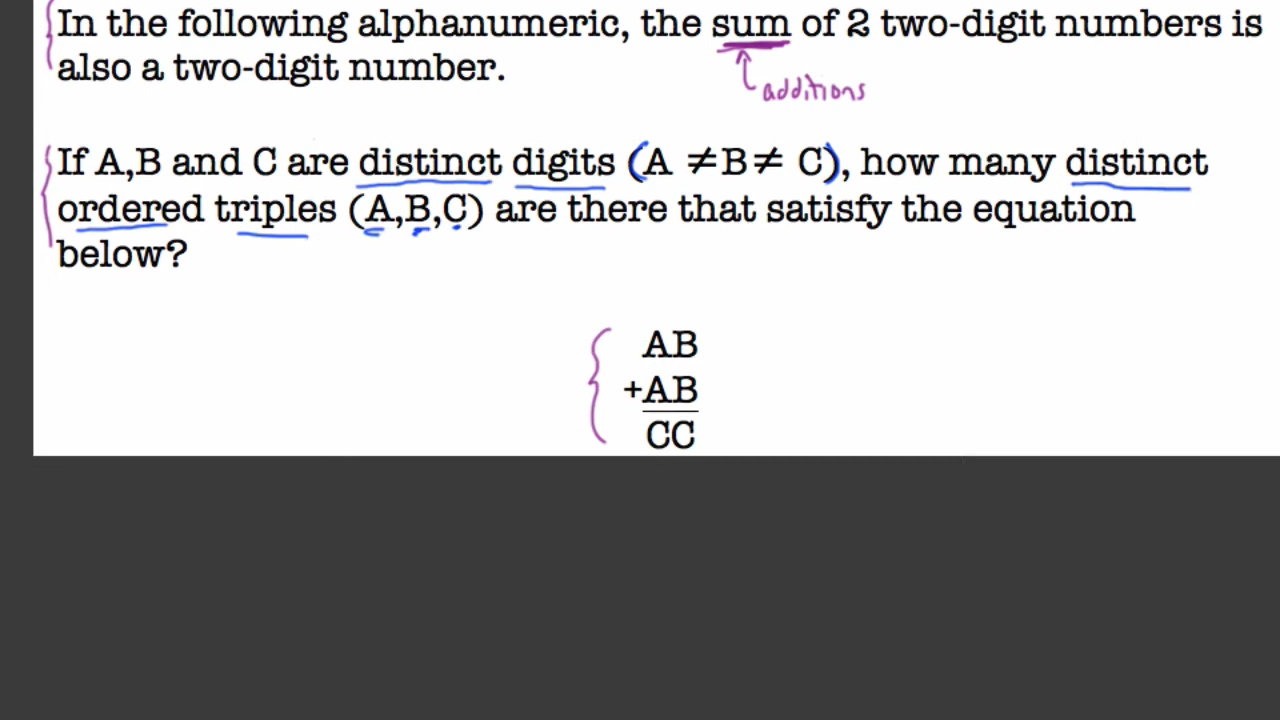 In the following alphanumeric, the sum of 2 two-digit numbers is
also a two-digit number.
additions
If A,B and C are distinct digits (A ≠B≠ C), how many distinct
ordered triples (A,B,C) are there that satisfy the equation
below?
AB
+AB
CC